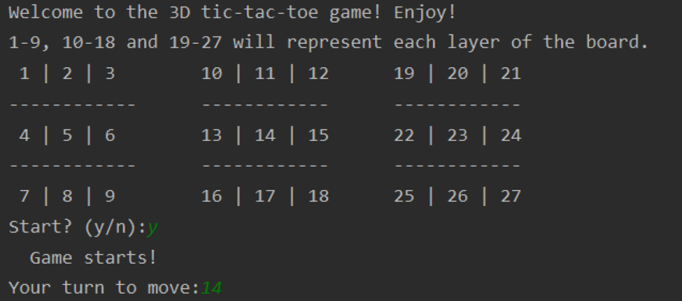 Welcome to the 3D tic-tac-toe game! Enjoy!
1-9, 10-18 and 19-27 will represent each layer of the board.
1 | 2 | 3 10 | 11 | 12 19 | 20 | 21
------------ ------------ ------------
4 | 5 | 6 13 | 14 | 15 22 | 23 | 24
------------ ------------ ------------
7 | 8 | 9 16 | 17 | 18 25 | 26 | 27
Start? (y/n):y
Game starts!
Your turn to move:14